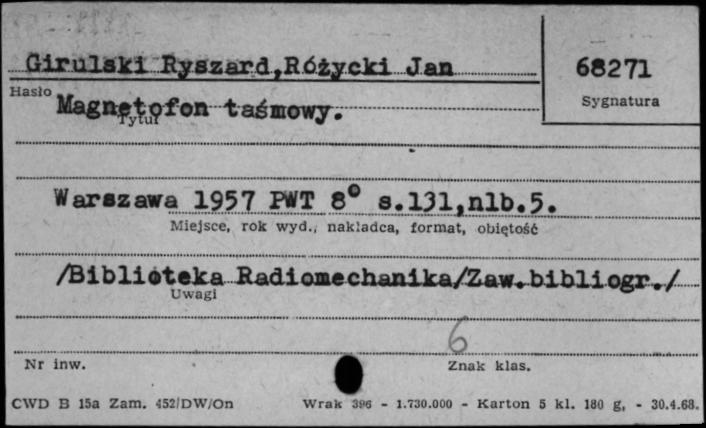 Girulski Ryszard,Różycki Jan
68271
Hasło
Sygnatura
Magnetofon taśmowy.
Tytuł
Warszawa 1957 PWT 8° s.131,nlb.5.
Miejsce, rok wyd., nakładca, format, objętość
/Biblioteka Radiomechanika/Zaw.bibliogr./
Uwagi
6
Nr inw.
Znak klas.
CWD B 15a Zam. 452/DW/On Wrak 396 - 1.730.000 - Karton 5 kl. 180 g, - 30.4.68.